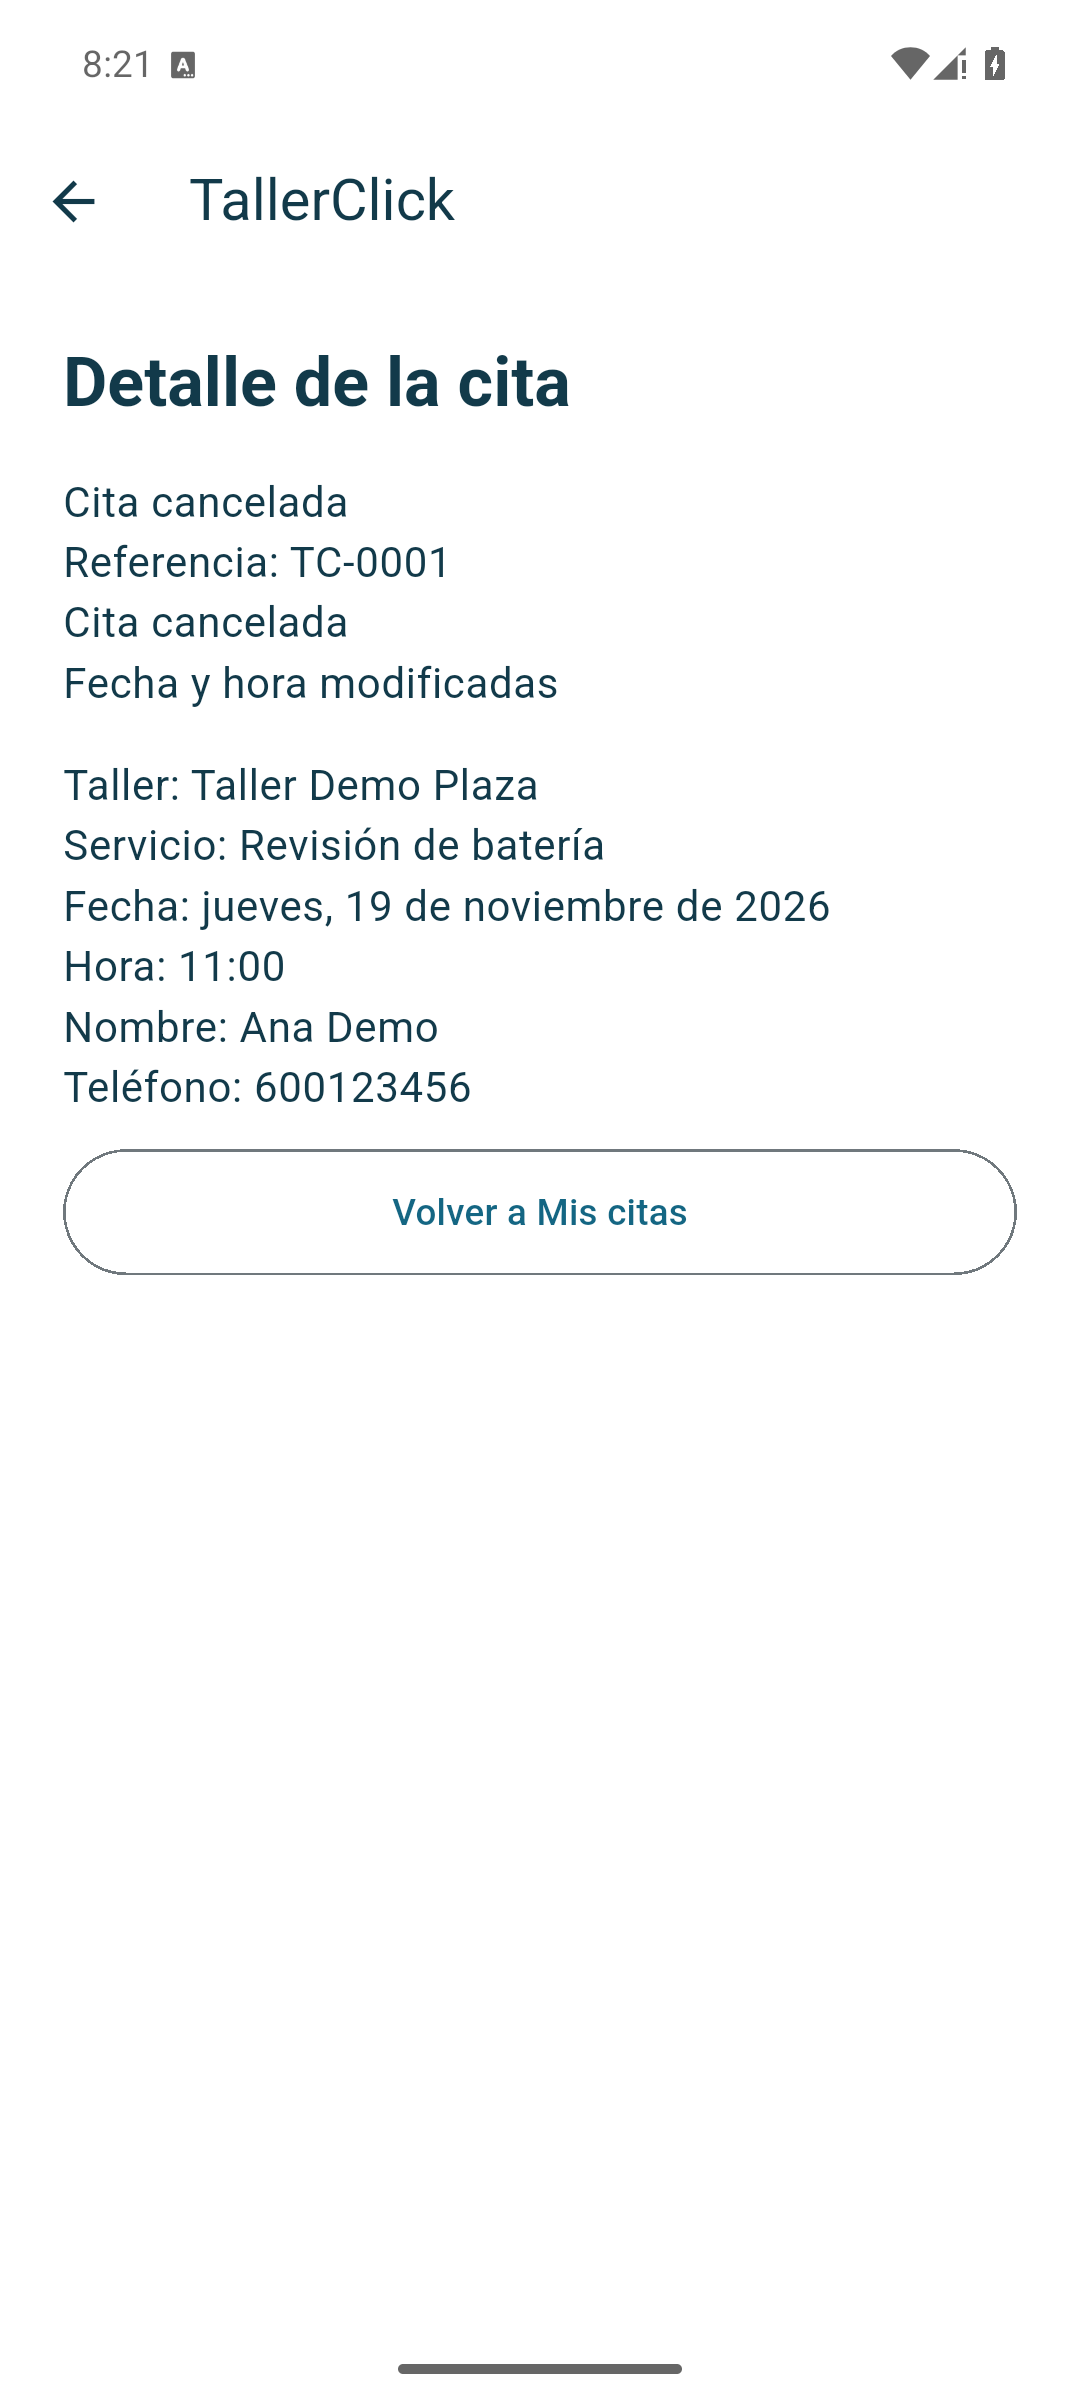 8:21
TallerClick
Detalle de la cita
Cita cancelada
Referencia: TC-0001
Cita cancelada
Fecha y hora modificadas
Taller: Taller Demo Plaza
Servicio: Revisión de batería
Fecha: jueves, 19 de noviembre de 2026
Hora: 11:00
Nombre: Ana Demo
Teléfono: 600123456
Volver a Mis citas